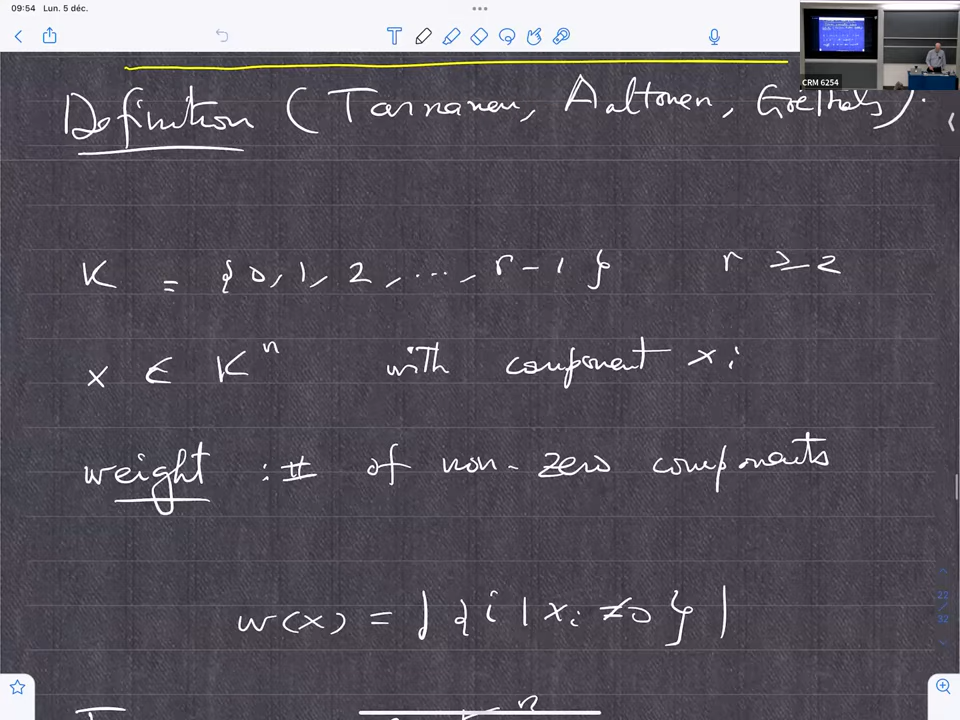 09:54 Lun. 5 déc.
CRM 6254
Definition (Tarnanen, Aaltonen, Goethals).
K = {0, 1, 2, ..., r-1} r ≥ 2
x ∈ K^n with component x_i
weight : # of non-zero components
w(x) = |{i | x_i ≠ 0}|
22
32
n